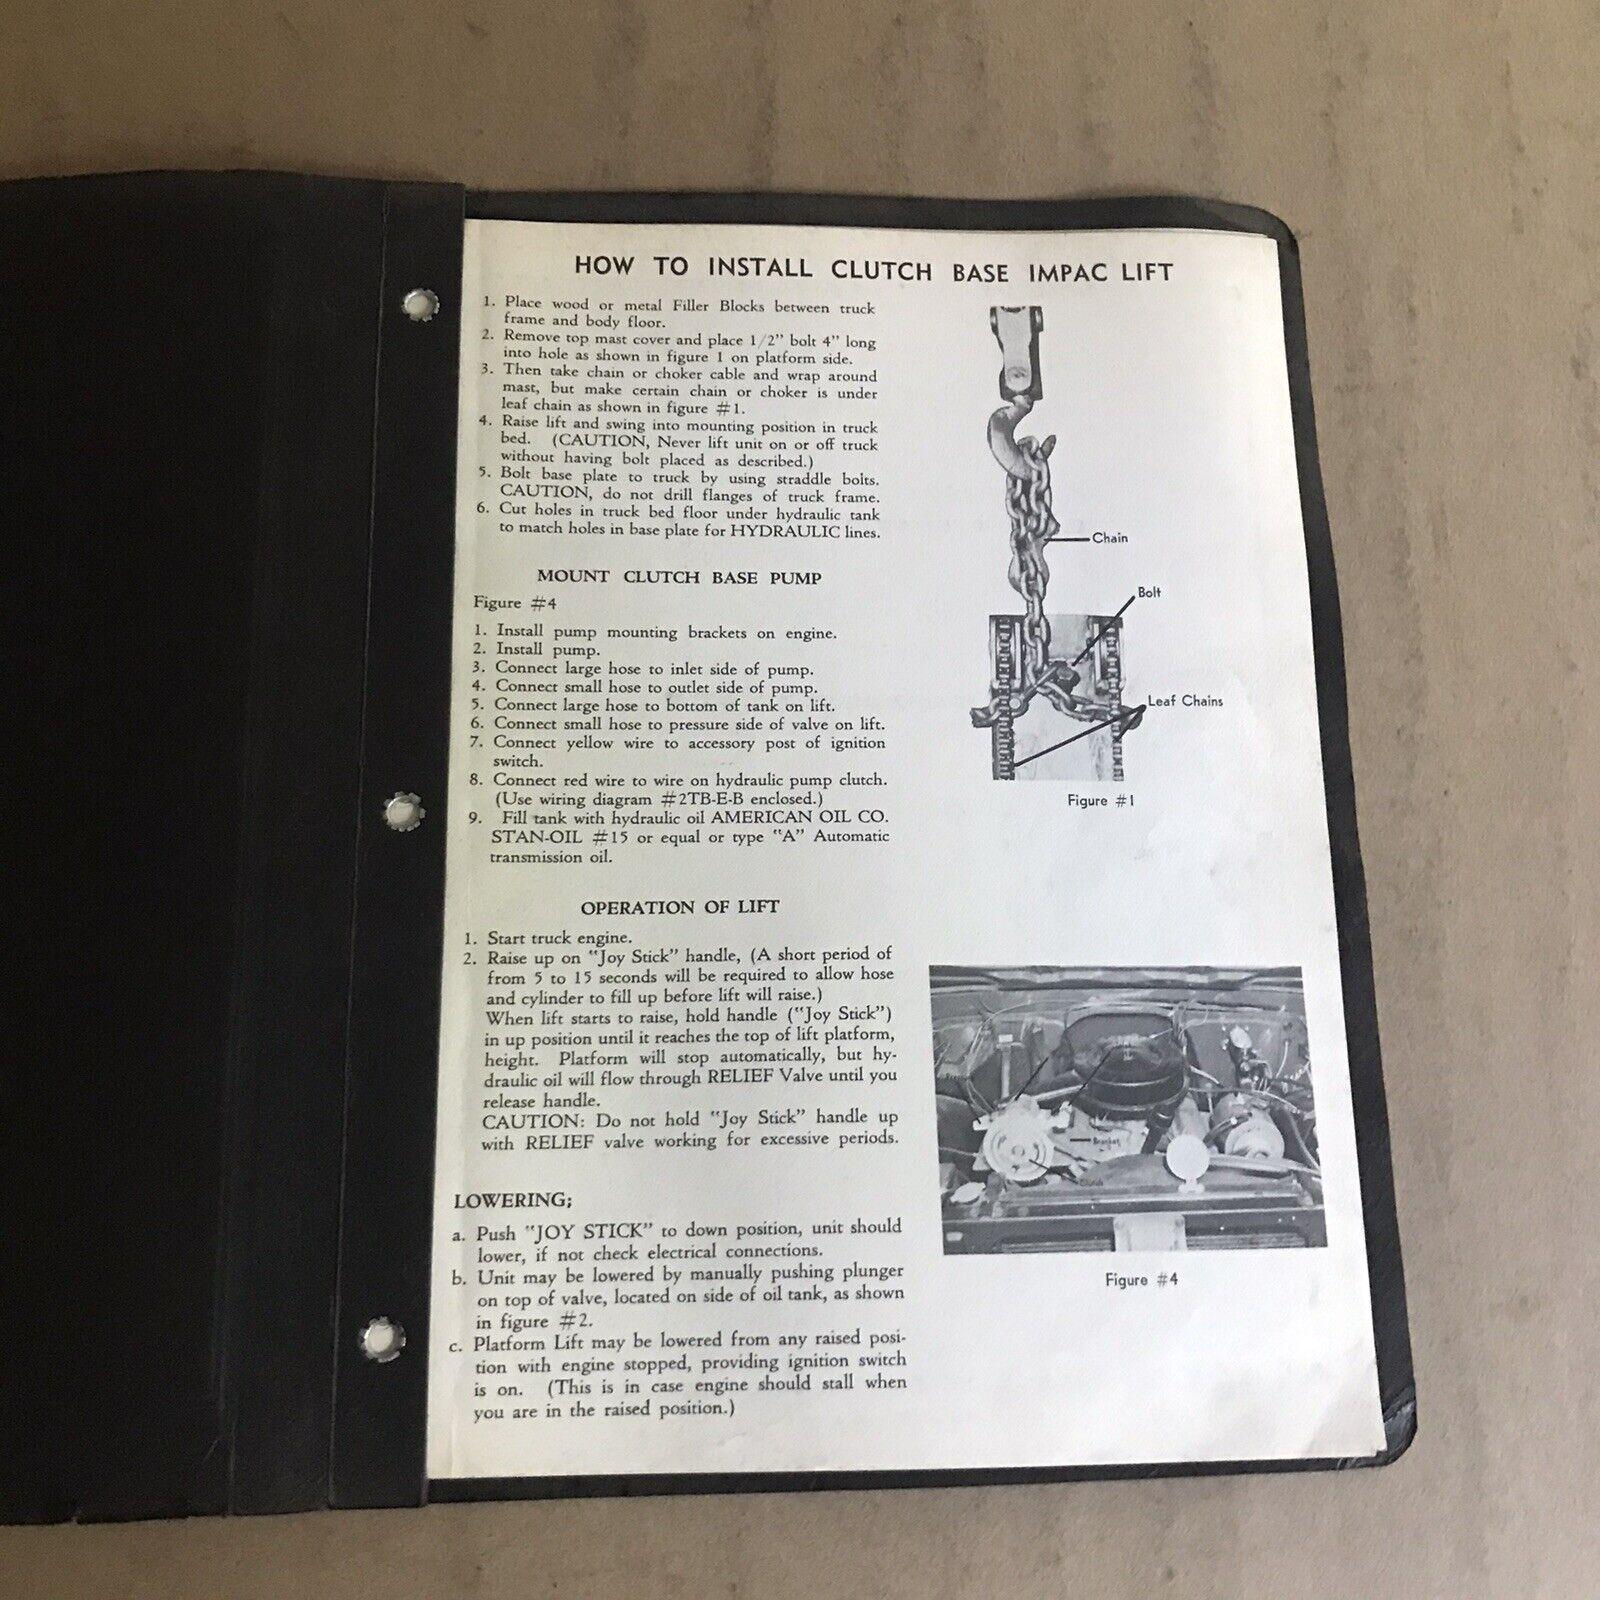 HOW TO INSTALL CLUTCH BASE IMPAC LIFT
1. Place wood or metal Filler Blocks between truck
frame and body floor.
2. Remove top mast cover and place 1/2" bolt 4" long
into hole as shown in figure 1 on platform side.
3. Then take chain or choker cable and wrap around
mast, but make certain chain or choker is under
leaf chain as shown in figure #1.
4. Raise lift and swing into mounting position in truck
bed. (CAUTION, Never lift unit on or off truck
without having bolt placed as described.)
5. Bolt base plate to truck by using straddle bolts.
CAUTION, do not drill flanges of truck frame.
6. Cut holes in truck bed floor under hydraulic tank
to match holes in base plate for HYDRAULIC lines.
MOUNT CLUTCH BASE PUMP
Figure #4
1. Install pump mounting brackets on engine.
2. Install pump.
3. Connect large hose to inlet side of pump.
4. Connect small hose to outlet side of pump.
5. Connect large hose to bottom of tank on lift.
6. Connect small hose to pressure side of valve on lift.
7. Connect yellow wire to accessory post of ignition
switch.
8. Connect red wire to wire on hydraulic pump clutch.
(Use wiring diagram #2TB-E-B enclosed.)
9. Fill tank with hydraulic oil AMERICAN OIL CO.
STAN-OIL #15 or equal or type "A" Automatic
transmission oil.
OPERATION OF LIFT
1. Start truck engine.
2. Raise up on "Joy Stick" handle, (A short period of
from 5 to 15 seconds will be required to allow hose
and cylinder to fill up before lift will raise.)
When lift starts to raise, hold handle ("Joy Stick")
in up position until it reaches the top of lift platform,
height. Platform will stop automatically, but hy-
draulic oil will flow through RELIEF Valve until you
release handle.
CAUTION: Do not hold "Joy Stick" handle up
with RELIEF valve working for excessive periods.
LOWERING;
a. Push "JOY STICK" to down position, unit should
lower, if not check electrical connections.
b. Unit may be lowered by manually pushing plunger
on top of valve, located on side of oil tank, as shown
in figure #2.
c. Platform Lift may be lowered from any raised posi-
tion with engine stopped, providing ignition switch
is on. (This is in case engine should stall when
you are in the raised position.)
Chain
Bolt
Leaf Chains
Figure #1
Bracket
Clutch
Figure #4